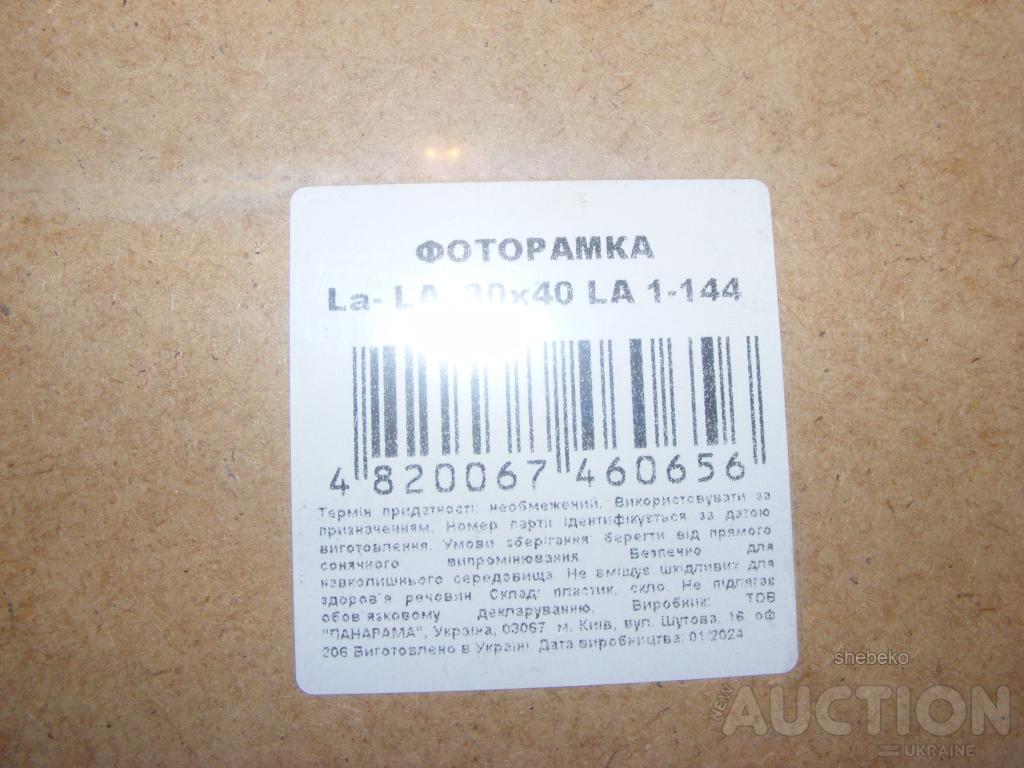 ФОТОРАМКА
La- LA- 30x40 LA 1-144
4 820067 460656
Термін придатності: необмежений. Використовувати за
призначенням. Номер партії ідентифікується за датою
виготовлення. Умови зберігання: берегти від прямого
сонячного випромінювання. Безпечно для
навколишнього середовища. Не вміщує шкідливих для
здоров'я речовин. Склад: пластик, скло. Не підлягає
обов'язковому декларуванню. Виробник: ТОВ
"ПАНАРАМА", Україна, 03067, м. Київ, вул. Шутова, 16, оф
206 Виготовлено в Україні. Дата виробництва: 01/2024
shebeko
NEW AUCTION
UKRAINE